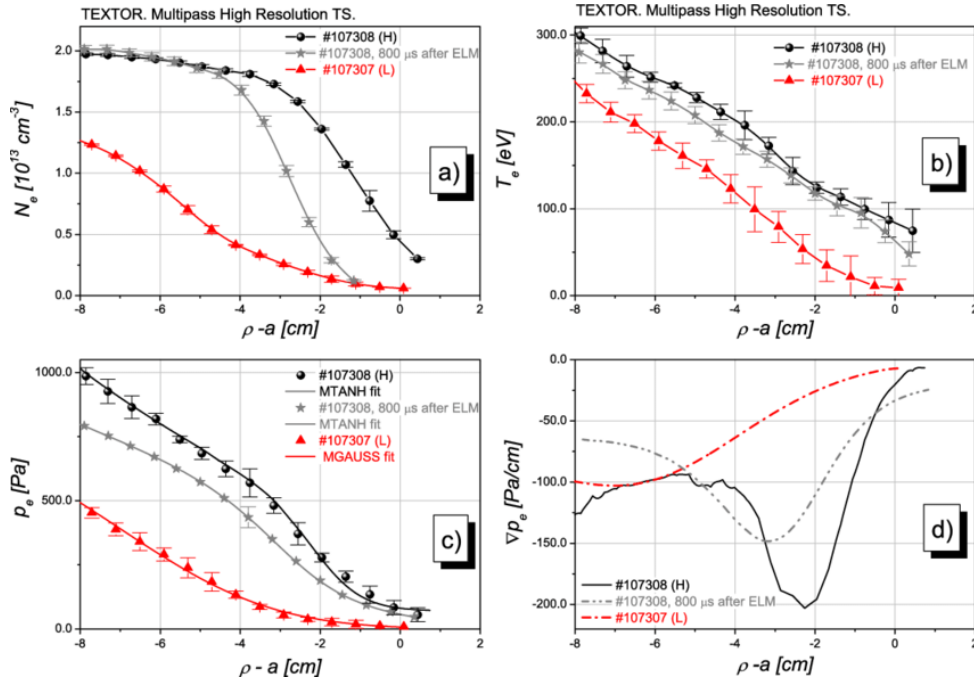 TEXTOR. Multipass High Resolution TS.
a)
#107308 (H)
#107308, 800 μs after ELM
#107307 (L)
N_e [10^13 cm^-3]
2.0
1.5
1.0
0.5
0.0
-8 -6 -4 -2 0 2
ρ -a [cm]
TEXTOR. Multipass High Resolution TS.
b)
#107308 (H)
#107308, 800 μs after ELM
#107307 (L)
T_e [eV]
300.0
200.0
100.0
0.0
-8 -6 -4 -2 0 2
ρ -a [cm]
c)
#107308 (H)
MTANH fit
#107308, 800 μs after ELM
MTANH fit
#107307 (L)
MGAUSS fit
p_e [Pa]
1000.0
500.0
0.0
-8 -6 -4 -2 0 2
ρ - a [cm]
d)
#107308 (H)
#107308, 800 μs after ELM
#107307 (L)
∇p_e [Pa/cm]
0.0
-50.0
-100.0
-150.0
-200.0
-8 -6 -4 -2 0 2
ρ -a [cm]